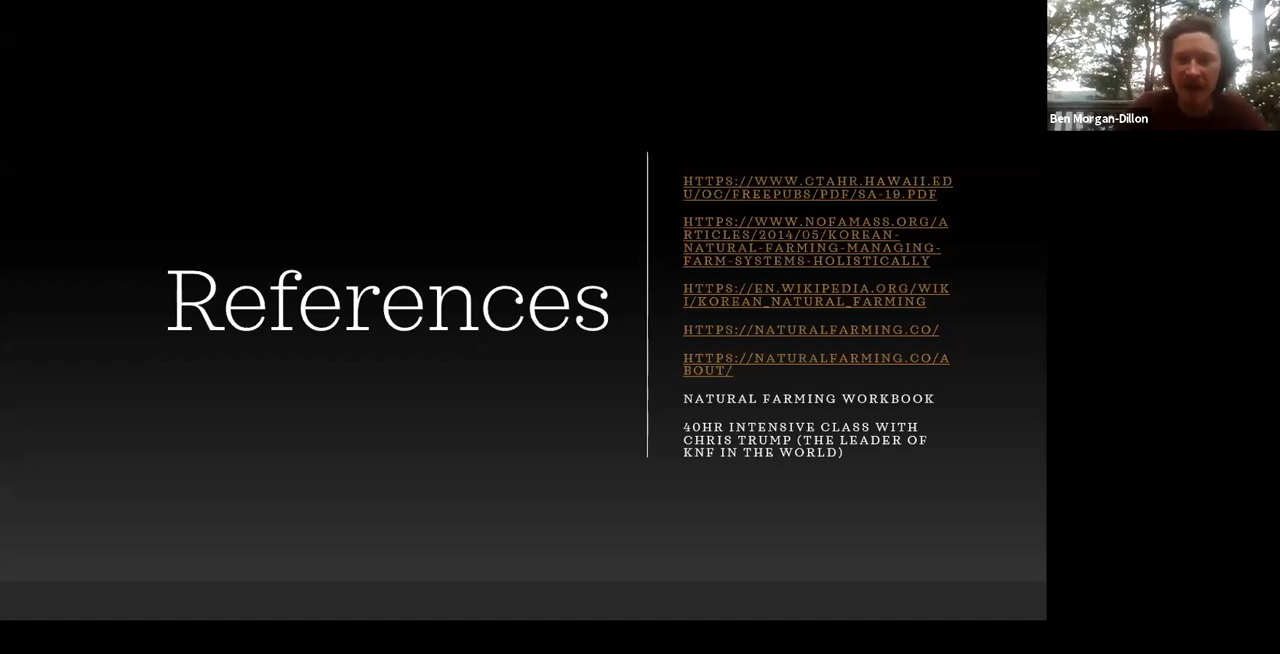 References
HTTPS://WWW.CTAHR.HAWAII.ED
U/OC/FREEPUBS/PDF/SA-19.PDF
HTTPS://WWW.NOFAMASS.ORG/A
RTICLES/2014/05/KOREAN-
NATURAL-FARMING-MANAGING-
FARM-SYSTEMS-HOLISTICALLY
HTTPS://EN.WIKIPEDIA.ORG/WIK
I/KOREAN_NATURAL_FARMING
HTTPS://NATURALFARMING.CO/
HTTPS://NATURALFARMING.CO/A
BOUT/
NATURAL FARMING WORKBOOK
40HR INTENSIVE CLASS WITH
CHRIS TRUMP (THE LEADER OF
KNF IN THE WORLD)
Ben Morgan-Dillon